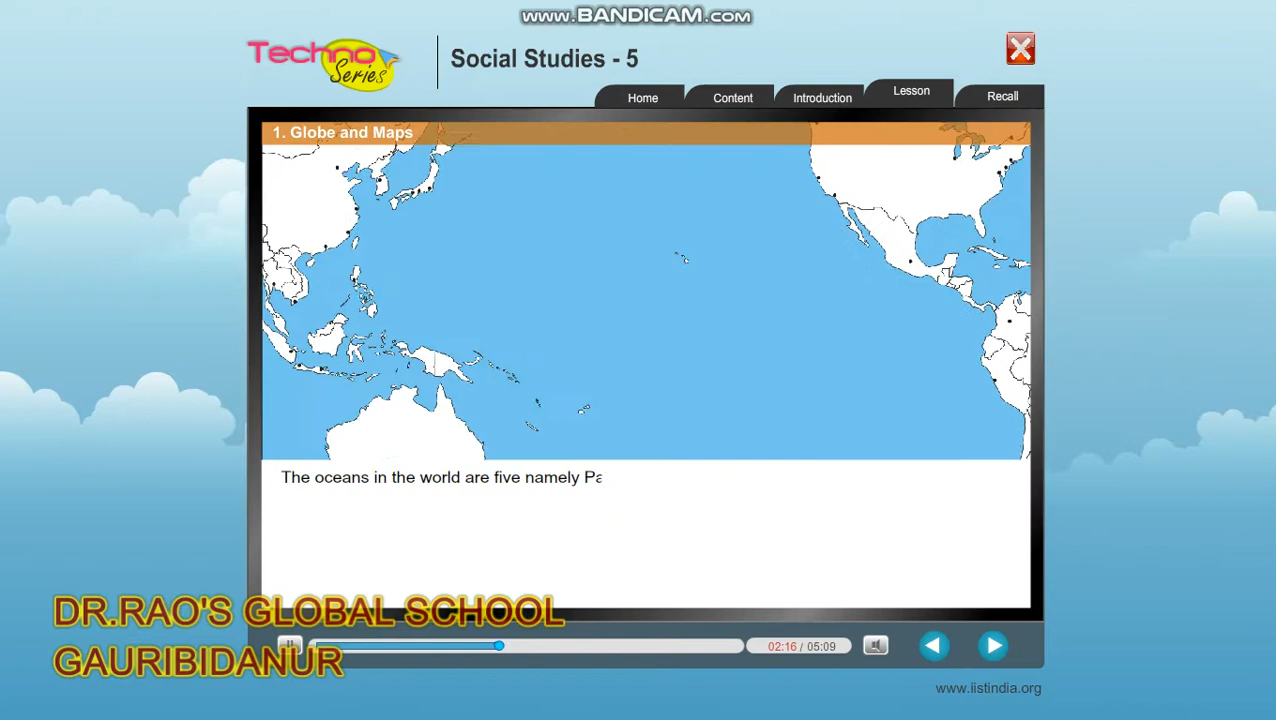 www.BANDICAM.com
Techno
Series
Social Studies - 5
Home
Content
Introduction
Lesson
Recall
1. Globe and Maps
The oceans in the world are five namely Pa
DR.RAO'S GLOBAL SCHOOL
GAURIBIDANUR
02:16 / 05:09
www.iistindia.org